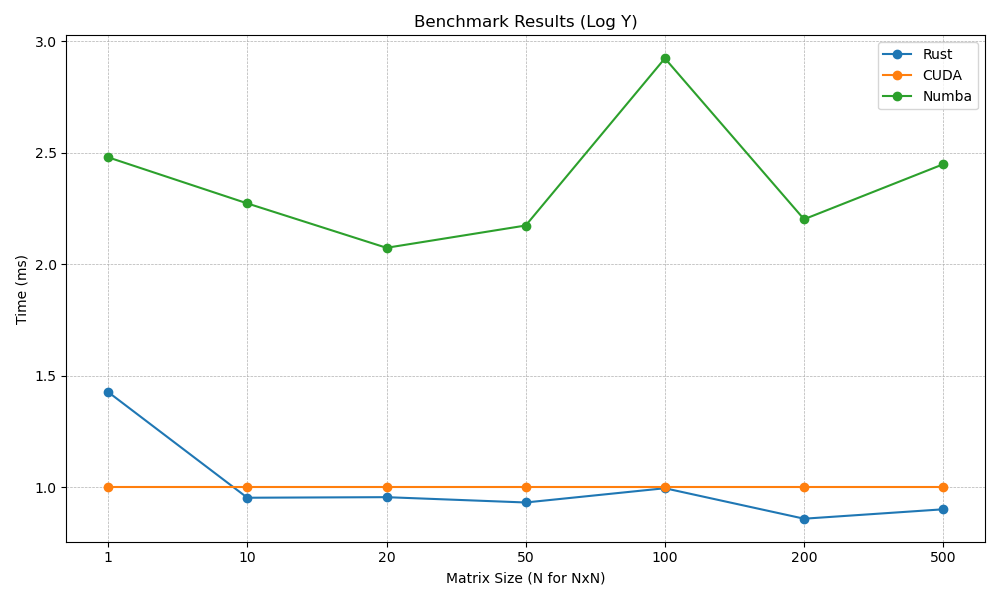 Benchmark Results (Log Y)
Rust
CUDA
Numba
3.0
2.5
2.0
1.5
1.0
Time (ms)
1 10 20 50 100 200 500
Matrix Size (N for NxN)